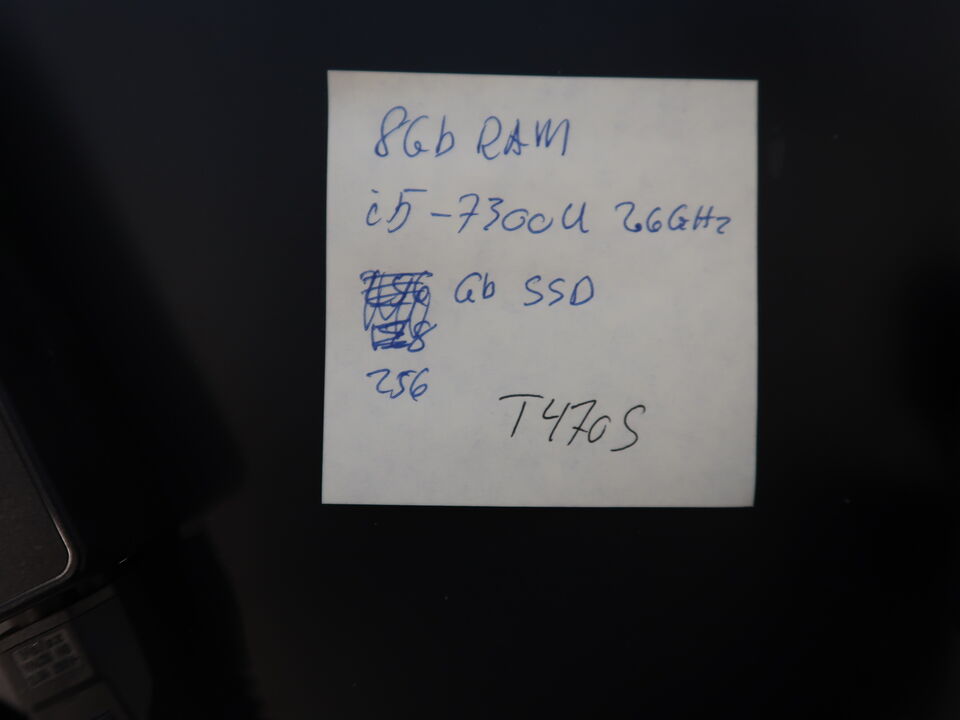 8Gb RAM
i5-7300U 26GHz
Gb SSD
256
T470S